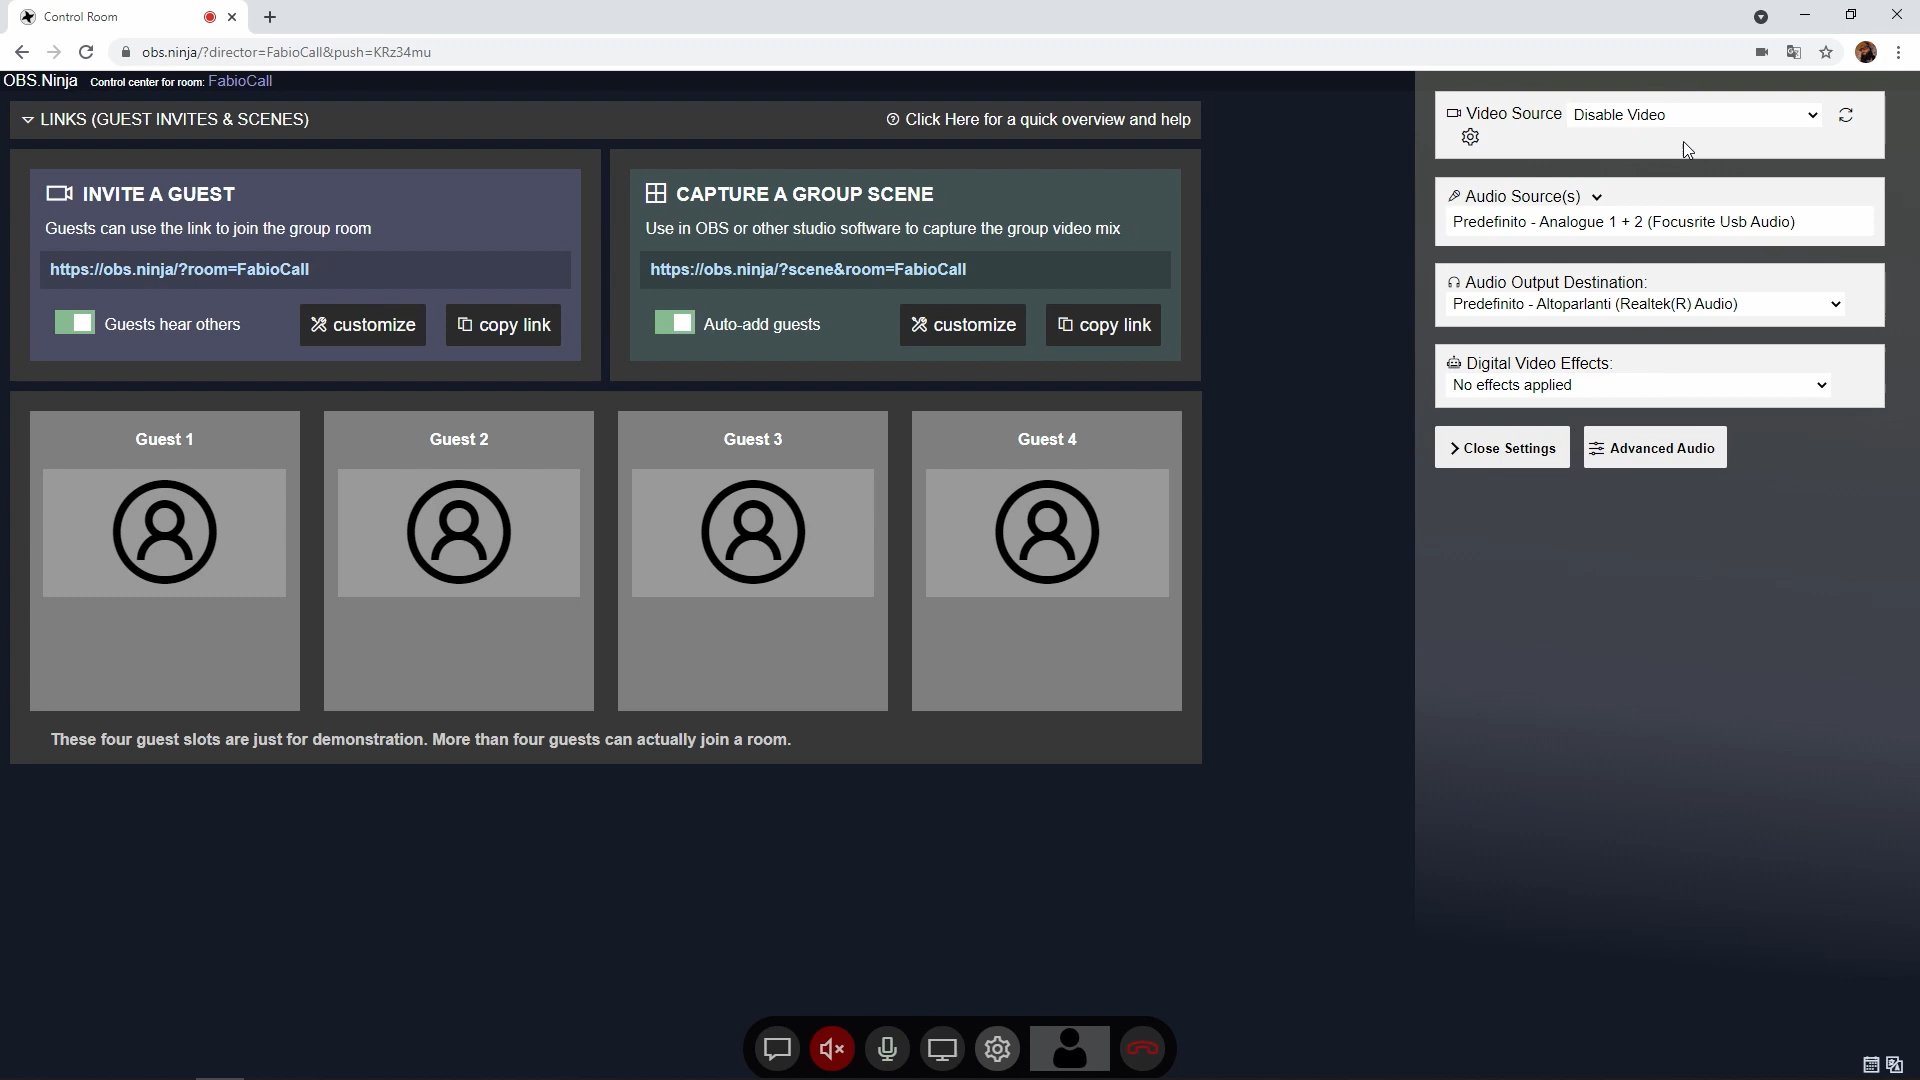 Control Room
obs.ninja/?director=FabioCall&push=KRz34mu
OBS.Ninja Control center for room: FabioCall
LINKS (GUEST INVITES & SCENES)
Click Here for a quick overview and help
INVITE A GUEST
Guests can use the link to join the group room
https://obs.ninja/?room=FabioCall
Guests hear others
customize
copy link
CAPTURE A GROUP SCENE
Use in OBS or other studio software to capture the group video mix
https://obs.ninja/?scene&room=FabioCall
Auto-add guests
customize
copy link
Guest 1
Guest 2
Guest 3
Guest 4
These four guest slots are just for demonstration. More than four guests can actually join a room.
Video Source Disable Video
Audio Source(s)
Predefinito - Analogue 1 + 2 (Focusrite Usb Audio)
Audio Output Destination:
Predefinito - Altoparlanti (Realtek(R) Audio)
Digital Video Effects:
No effects applied
Close Settings
Advanced Audio